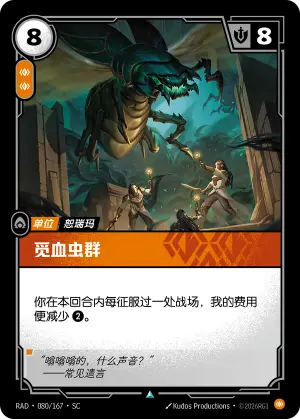 8
8
单位 恕瑞玛
觅血虫群
你在本回合内每征服过一处战场，我的费用
便减少 2。
“嗡嗡嗡的，什么声音？”
——常见遗言
RAD • 080/167 • SC
Kudos Productions
©2026RGI